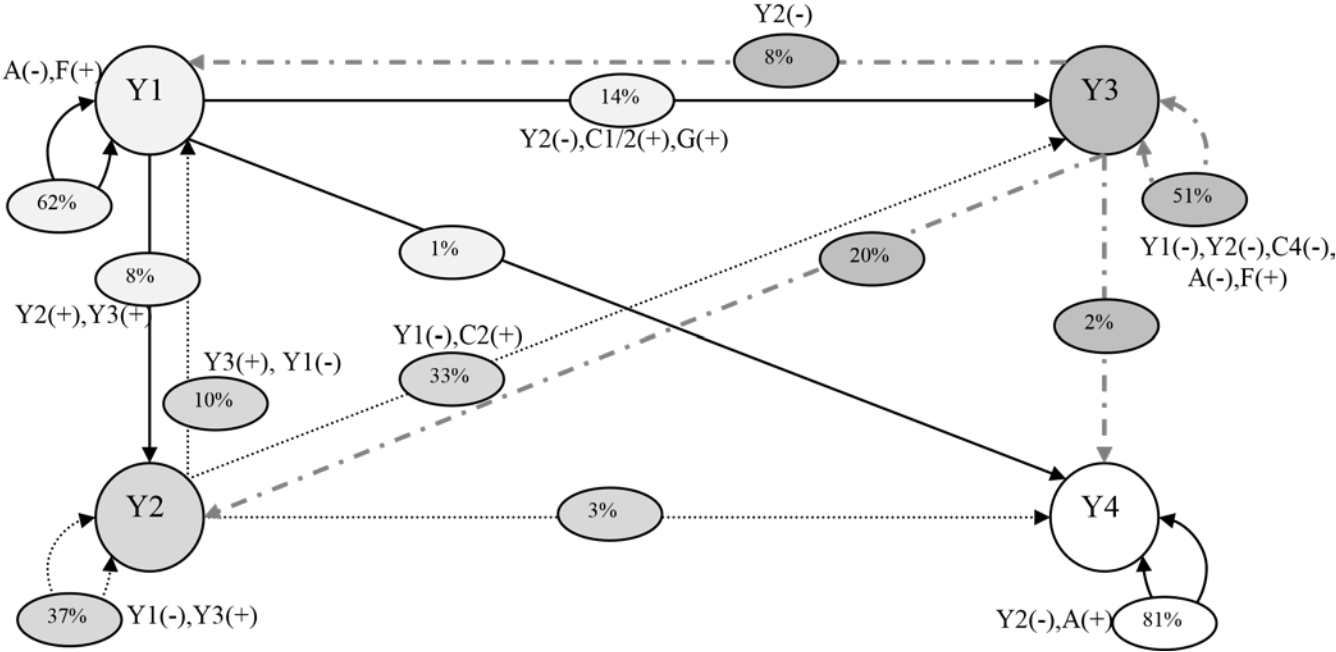 Y2(-)
8%
A(-),F(+)
Y1
Y3
14%
Y2(-),C1/2(+),G(+)
62%
51%
1%
20%
Y1(-),Y2(-),C4(-),
A(-),F(+)
8%
Y2(+),Y3(+)
2%
Y1(-),C2(+)
Y3(+), Y1(-)
33%
10%
Y2
3%
Y4
37%
Y1(-),Y3(+)
Y2(-),A(+)
81%